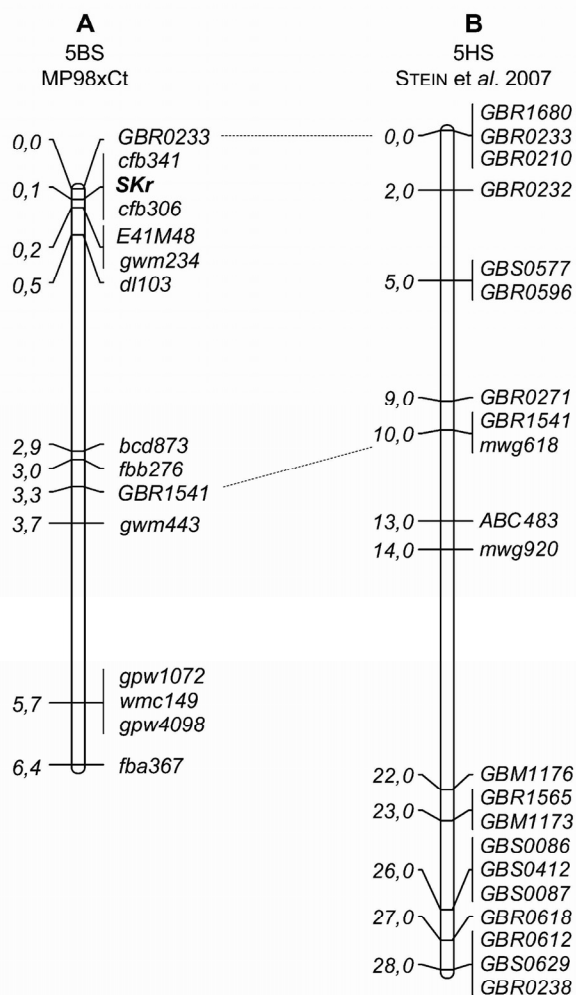 A
5BS
MP98xCt
0,0 GBR0233
cfb341
0,1 SKr
cfb306
0,2 E41M48
gwm234
0,5 dl103
2,9 bcd873
3,0 fbb276
3,3 GBR1541
3,7 gwm443
gpw1072
5,7 wmc149
gpw4098
6,4 fba367
B
5HS
STEIN et al. 2007
GBR1680
0,0 GBR0233
GBR0210
2,0 GBR0232
GBS0577
5,0
GBR0596
9,0 GBR0271
GBR1541
10,0
mwg618
13,0 ABC483
14,0 mwg920
22,0 GBM1176
GBR1565
23,0
GBM1173
GBS0086
26,0 GBS0412
GBS0087
27,0 GBR0618
GBR0612
28,0 GBS0629
GBR0238